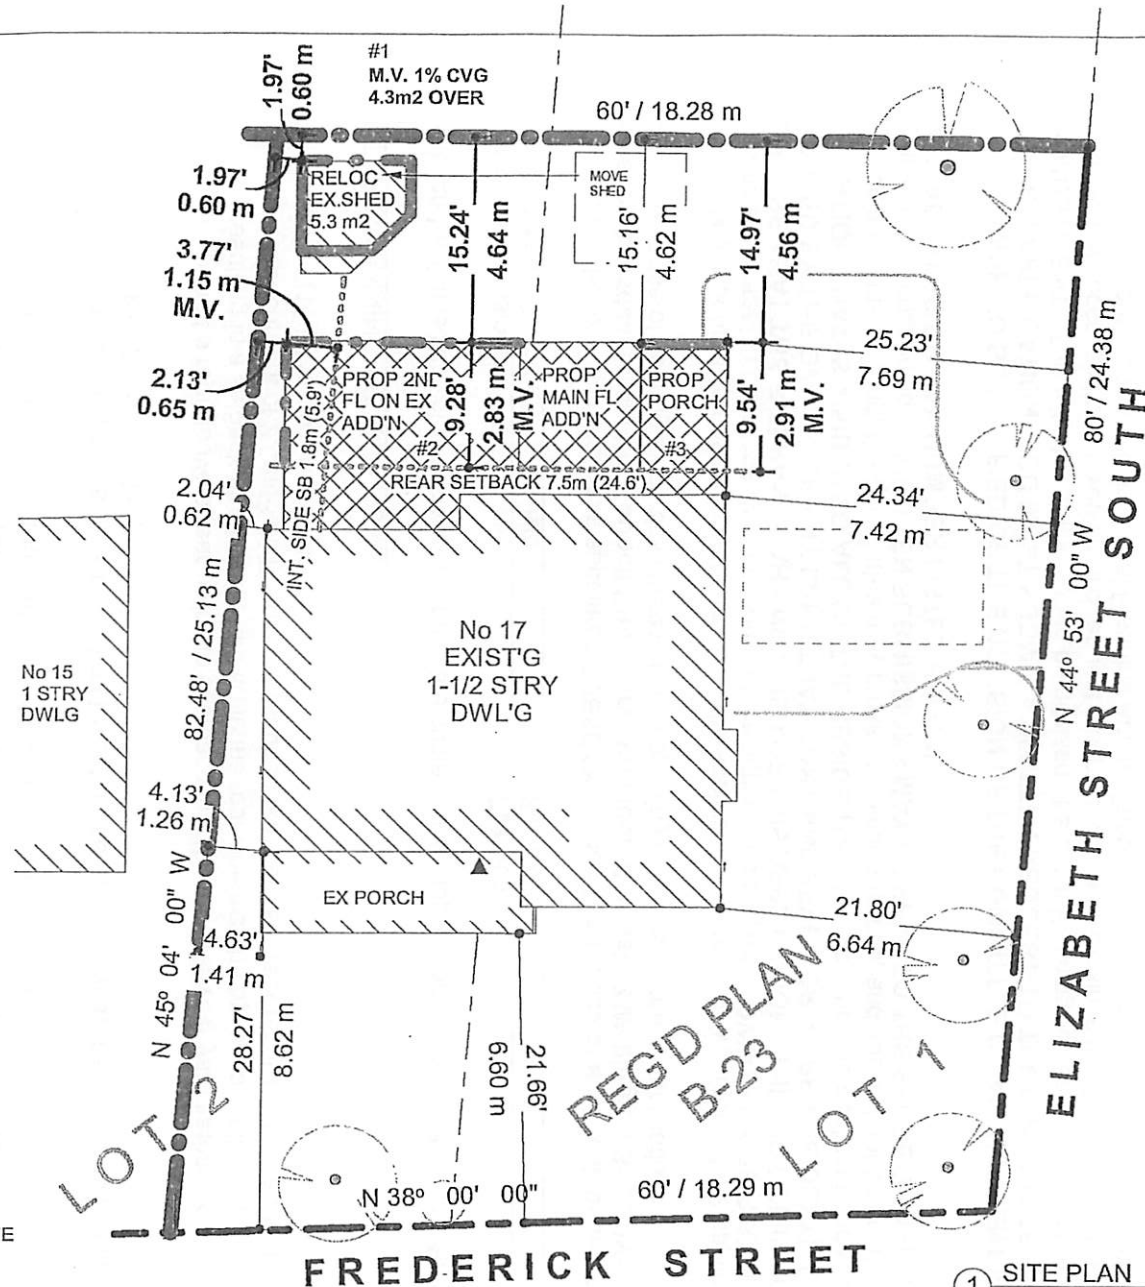 #1
M.V. 1% CVG
4.3m2 OVER
1.97'
0.60 m
60' / 18.28 m
1.97'
0.60 m
RELOC
EX.SHED
5.3 m2
MOVE
SHED
15.24'
4.64 m
15.16'
4.62 m
14.97'
4.56 m
3.77'
1.15 m
M.V.
2.13'
0.65 m
PROP 2ND
FL ON EX
ADD'N
#2
9.28'
2.83 m
M.V.
PROP
MAIN FL
ADD'N
PROP
PORCH
#3
9.54'
2.91 m
M.V.
25.23'
7.69 m
80' / 24.38 m
INT. SIDE SB 1.8m (5.9')
REAR SETBACK 7.5m (24.6')
2.04'
0.62 m
24.34'
7.42 m
N 44º 53' 00" W
ELIZABETH STREET SOUTH
No 15
1 STRY
DWLG
82.48' / 25.13 m
No 17
EXIST'G
1-1/2 STRY
DWL'G
4.13'
1.26 m
EX PORCH
N 45º 04' 00" W
4.63'
1.41 m
21.80'
6.64 m
28.27'
8.62 m
21.66'
6.60 m
REG'D PLAN
B-23
LOT 1
LOT 2
N 38º 00' 00"
60' / 18.29 m
E
FREDERICK STREET
1 SITE PLAN